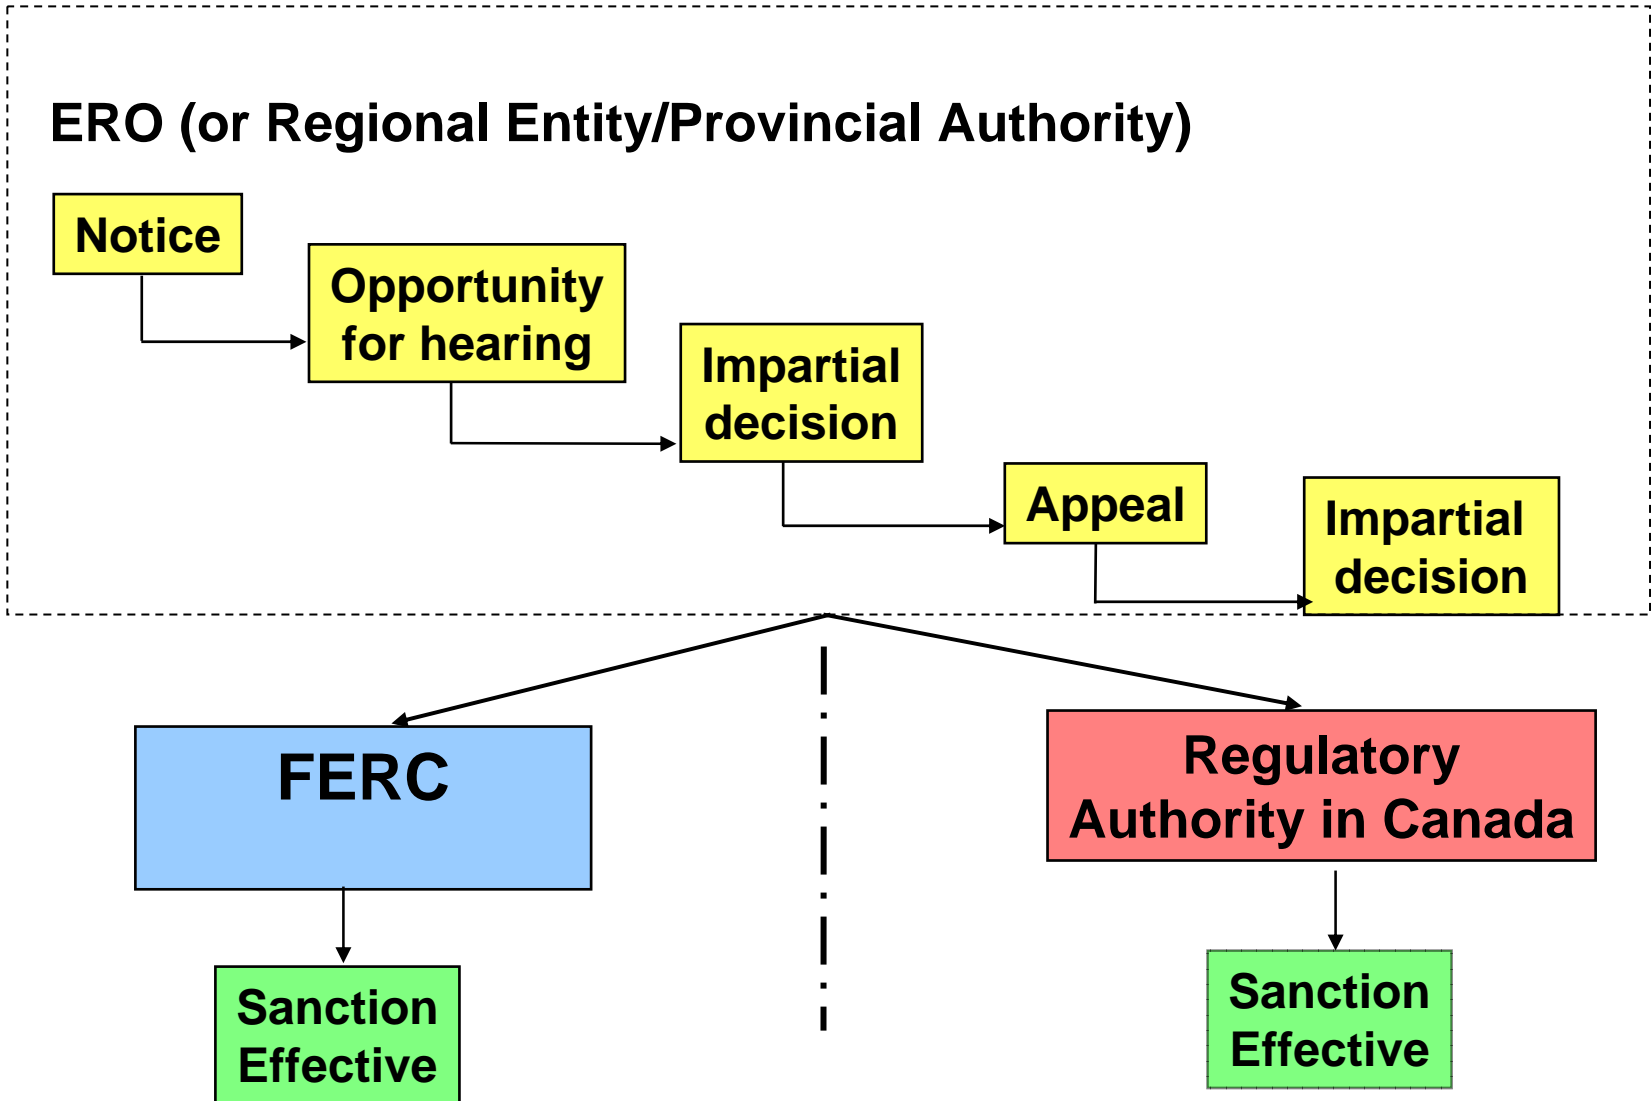 ERO (or Regional Entity/Provincial Authority)
Notice
Opportunity
for hearing
Impartial
decision
Appeal
Impartial
decision
FERC
Regulatory
Authority in Canada
Sanction
Effective
Sanction
Effective